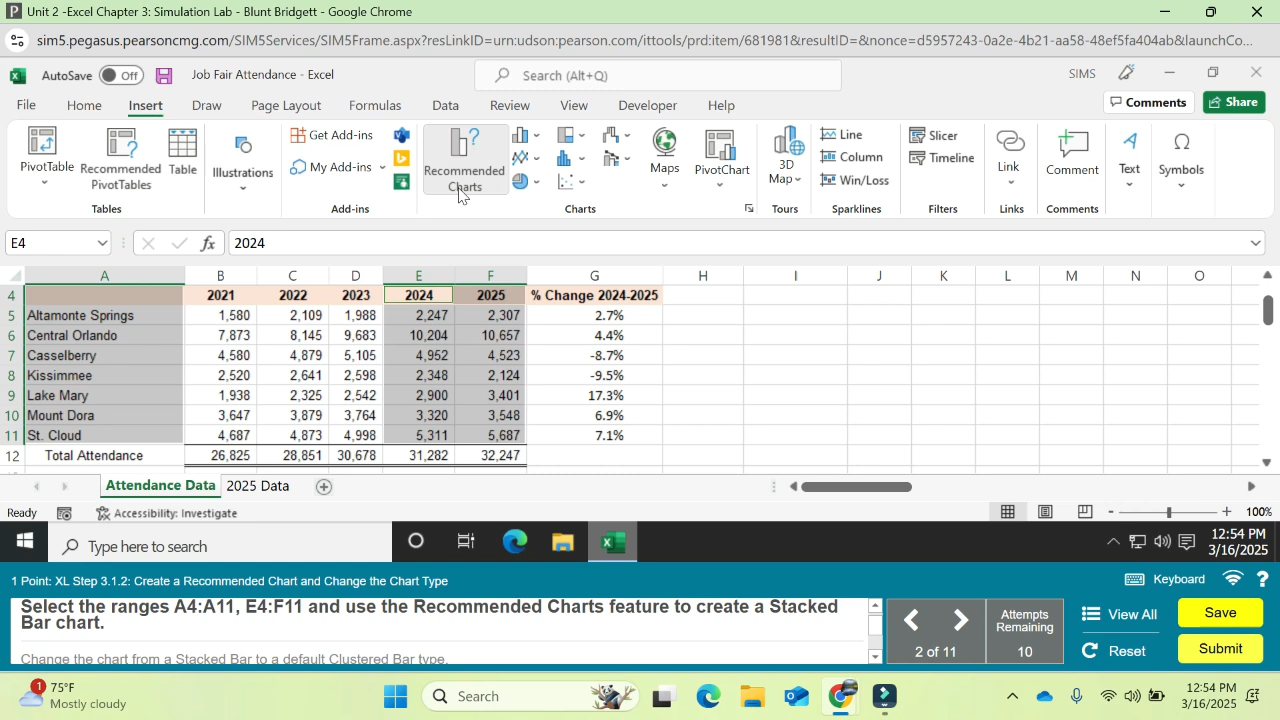 Unit 2 -Excel Chapter 3: Simulation Lab - Blunt Bridgett - Google Chrome
sim5.pegasus.pearsoncmg.com/SIM5Services/SIM5Frame.aspx?resLinkID=urn:udson:pearson.com/ittools/prd:item/681981&resultID=&nonce=d5957243-0a2e-4b21-aa58-48ef5fa404ab&launchCo...
AutoSave Off Job Fair Attendance - Excel Search (Alt+Q) SIMS
File Home Insert Draw Page Layout Formulas Data Review View Developer Help Comments Share
PivotTable Recommended PivotTables Table Illustrations Get Add-ins My Add-ins Recommended Charts Maps PivotChart 3D Map Line Column Win/Loss Slicer Timeline Link Comment Text Symbols
Tables Add-ins Charts Tours Sparklines Filters Links Comments
E4 fx 2024
A B C D E F G H I J K L M N O
4 2021 2022 2023 2024 2025 % Change 2024-2025
5 Altamonte Springs 1,580 2,109 1,988 2,247 2,307 2.7%
6 Central Orlando 7,873 8,145 9,683 10,204 10,657 4.4%
7 Casselberry 4,580 4,879 5,105 4,952 4,523 -8.7%
8 Kissimmee 2,520 2,641 2,598 2,348 2,124 -9.5%
9 Lake Mary 1,938 2,325 2,542 2,900 3,401 17.3%
10 Mount Dora 3,647 3,879 3,764 3,320 3,548 6.9%
11 St. Cloud 4,687 4,873 4,998 5,311 5,687 7.1%
12 Total Attendance 26,825 28,851 30,678 31,282 32,247
Attendance Data 2025 Data
Ready Accessibility: Investigate 100%
Type here to search 12:54 PM
3/16/2025
1 Point: XL Step 3.1.2: Create a Recommended Chart and Change the Chart Type Keyboard ?
Select the ranges A4:A11, E4:F11 and use the Recommended Charts feature to create a Stacked
Bar chart.
Change the chart from a Stacked Bar to a default Clustered Bar type.
2 of 11
Attempts
Remaining
10
View All
Reset
Save
Submit
1
75°F
Mostly cloudy
Search
12:54 PM
3/16/2025